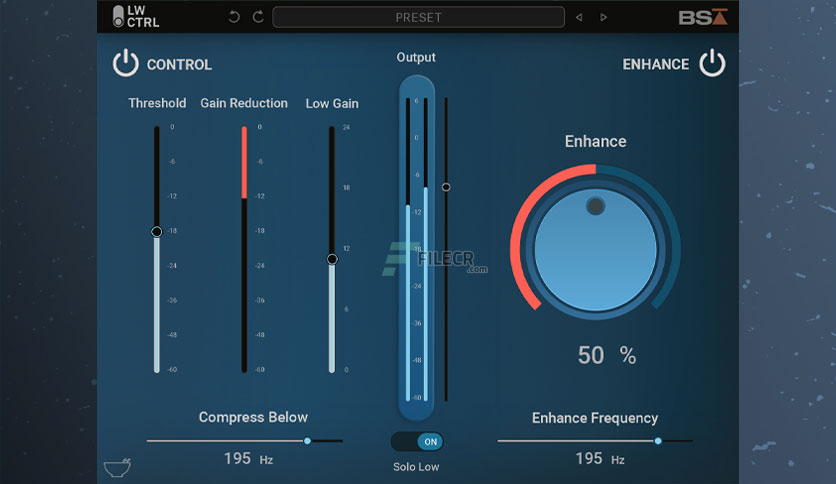 LW
CTRL
PRESET
BSA
CONTROL
Output
ENHANCE
Threshold
Gain Reduction
Low Gain
0
-6
-12
-18
-24
-36
-48
-60
0
-6
-12
-18
-24
-36
-48
-60
24
18
12
6
0
6
0
-6
-12
-18
-24
-36
-48
-60
Enhance
FILECR
.com
50 %
Compress Below
195 Hz
ON
Solo Low
Enhance Frequency
195 Hz